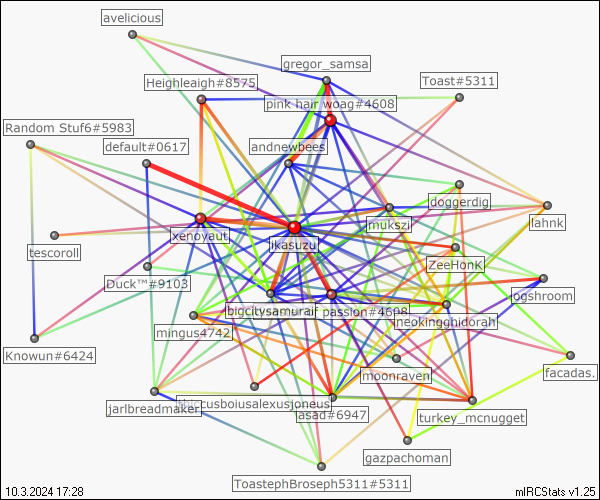 avelicious
gregor_samsa
Heighleaigh#8575
Toast#5311
pink hair woag#4608
Random Stuf6#5983
default#0617
andnewbees
doggerdig
mukszi
lahnk
xenoyaut
ikasuzu
tescoroll
ZeeHonK
Duck™#9103
ogshroom
bigcitysamurai
passion#4608
neokingghidorah
mingus4742
Knowun#6424
moonraven
facadas.
jarlbreadmaker
asad#6947
turkey_mcnugget
gazpachoman
ToastephBroseph5311#5311
10.3.2024 17:28
mIRCStats v1.25